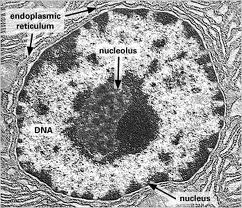 endoplasmic
reticulum
nucleolus
DNA
nucleus